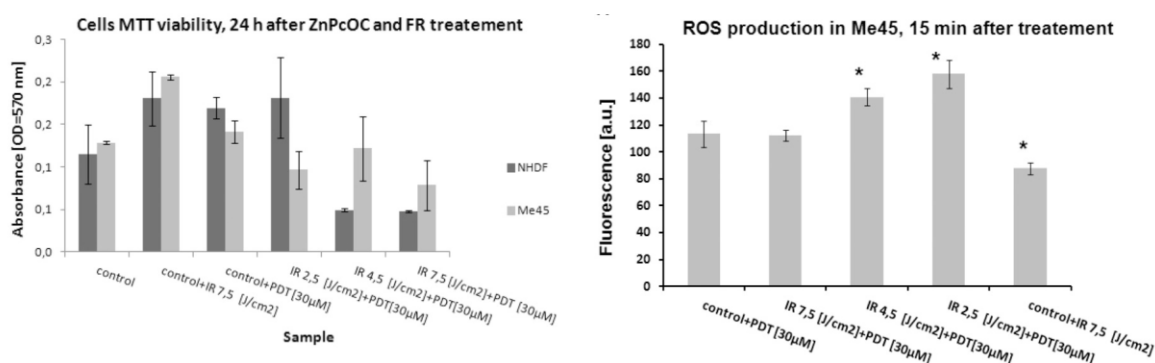 Cells MTT viability, 24 h after ZnPcOC and FR treatement
Absorbance [OD=570 nm]
0,3
0,2
0,2
0,1
0,1
0,0
NHDF
Me45
control
control+IR 7,5 [J/cm2]
control+PDT [30µM]
IR 2,5 [J/cm2]+PDT[30µM]
IR 4,5 [J/cm2]+PDT[30µM]
IR 7,5 [J/cm2]+PDT [30µM]
Sample
ROS production in Me45, 15 min after treatement
Fluorescence [a.u.]
180
160
140
120
100
80
60
40
20
0
*
*
*
control+PDT [30µM]
IR 7,5 [J/cm2]+PDT[30µM]
IR 4,5 [J/cm2]+PDT[30µM]
IR 2,5 [J/cm2]+PDT[30µM]
control+IR 7,5 [J/cm2]